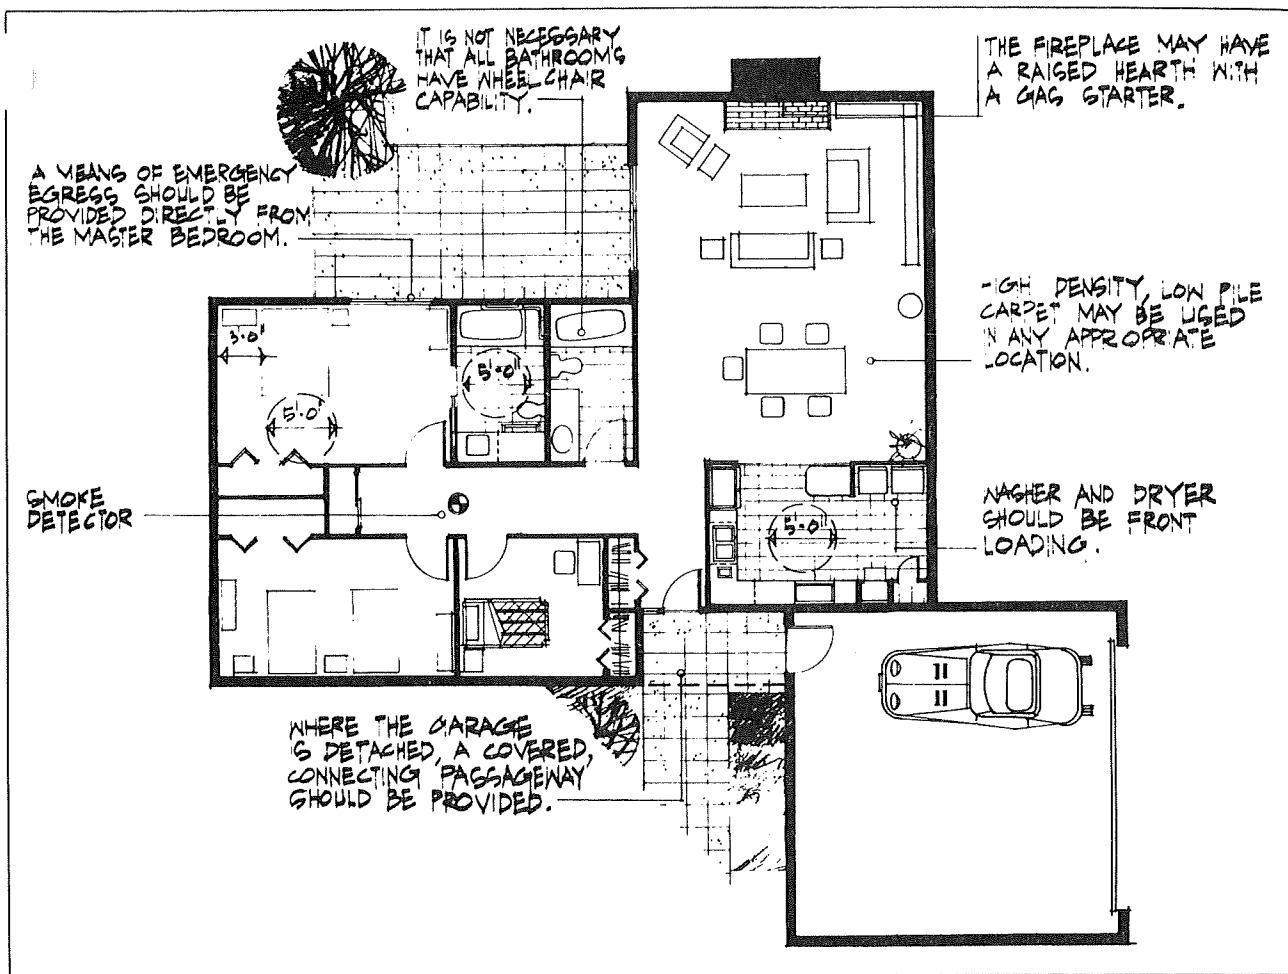 IT IS NOT NECESSARY
THAT ALL BATHROOMS
HAVE WHEEL CHAIR
CAPABILITY.
THE FIREPLACE MAY HAVE
A RAISED HEARTH WITH
A GAS STARTER.
A MEANS OF EMERGENCY
EGRESS SHOULD BE
PROVIDED DIRECTLY FROM
THE MASTER BEDROOM.
HIGH DENSITY, LOW PILE
CARPET MAY BE USED
IN ANY APPROPRIATE
LOCATION.
3'-0"
5'-0"
5'-0"
SMOKE
DETECTOR
5'-0"
WASHER AND DRYER
SHOULD BE FRONT
LOADING.
WHERE THE GARAGE
IS DETACHED, A COVERED,
CONNECTING PASSAGEWAY
SHOULD BE PROVIDED.